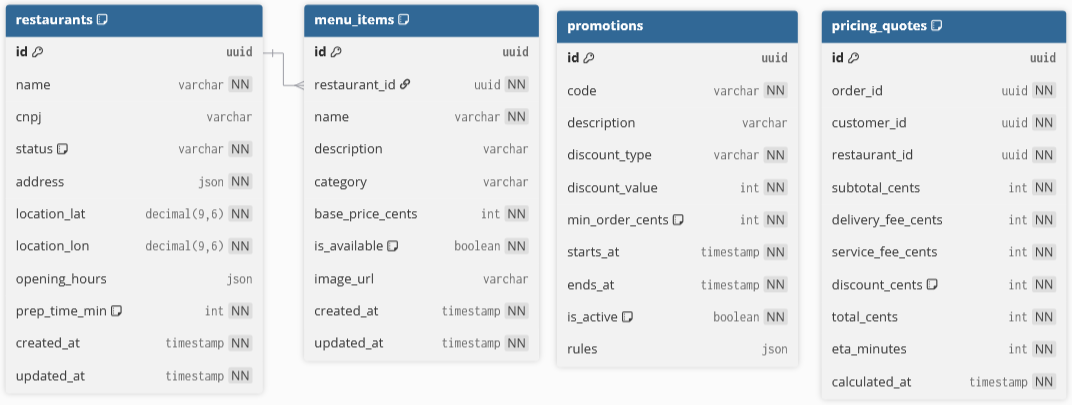 restaurants
id uuid
name varchar NN
cnpj varchar
status varchar NN
address json NN
location_lat decimal(9,6) NN
location_lon decimal(9,6) NN
opening_hours json
prep_time_min int NN
created_at timestamp NN
updated_at timestamp NN
menu_items
id uuid
restaurant_id uuid NN
name varchar NN
description varchar
category varchar
base_price_cents int NN
is_available boolean NN
image_url varchar
created_at timestamp NN
updated_at timestamp NN
promotions
id uuid
code varchar NN
description varchar
discount_type varchar NN
discount_value int NN
min_order_cents int NN
starts_at timestamp NN
ends_at timestamp NN
is_active boolean NN
rules json
pricing_quotes
id uuid
order_id uuid NN
customer_id uuid NN
restaurant_id uuid NN
subtotal_cents int NN
delivery_fee_cents int NN
service_fee_cents int NN
discount_cents int NN
total_cents int NN
eta_minutes int NN
calculated_at timestamp NN